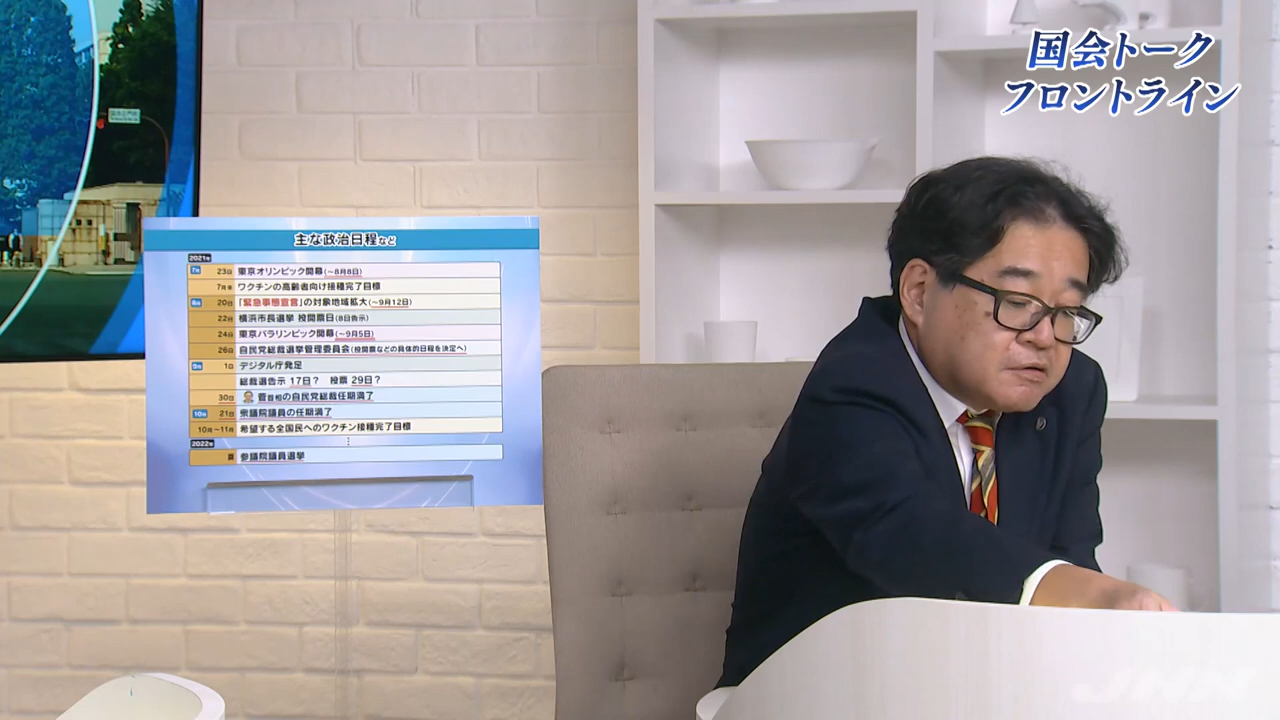 国会トーク
フロントライン
主な政治日程など
2021年
7月 23日 東京オリンピック開幕(～8月8日)
7月末 ワクチンの高齢者向け接種完了目標
8月 20日 「緊急事態宣言」の対象地域拡大(～9月12日)
22日 横浜市長選挙 投開票日(8日告示)
24日 東京パラリンピック開幕(～9月5日)
26日 自民党総裁選挙管理委員会(投開票などの具体的日程を決定へ)
9月 1日 デジタル庁発足
総裁選告示 17日? 投票 29日?
30日 菅首相の自民党総裁任期満了
10月 21日 衆議院議員の任期満了
10月～11月 希望する全国民へのワクチン接種完了目標
2022年
夏 参議院議員選挙
JNN